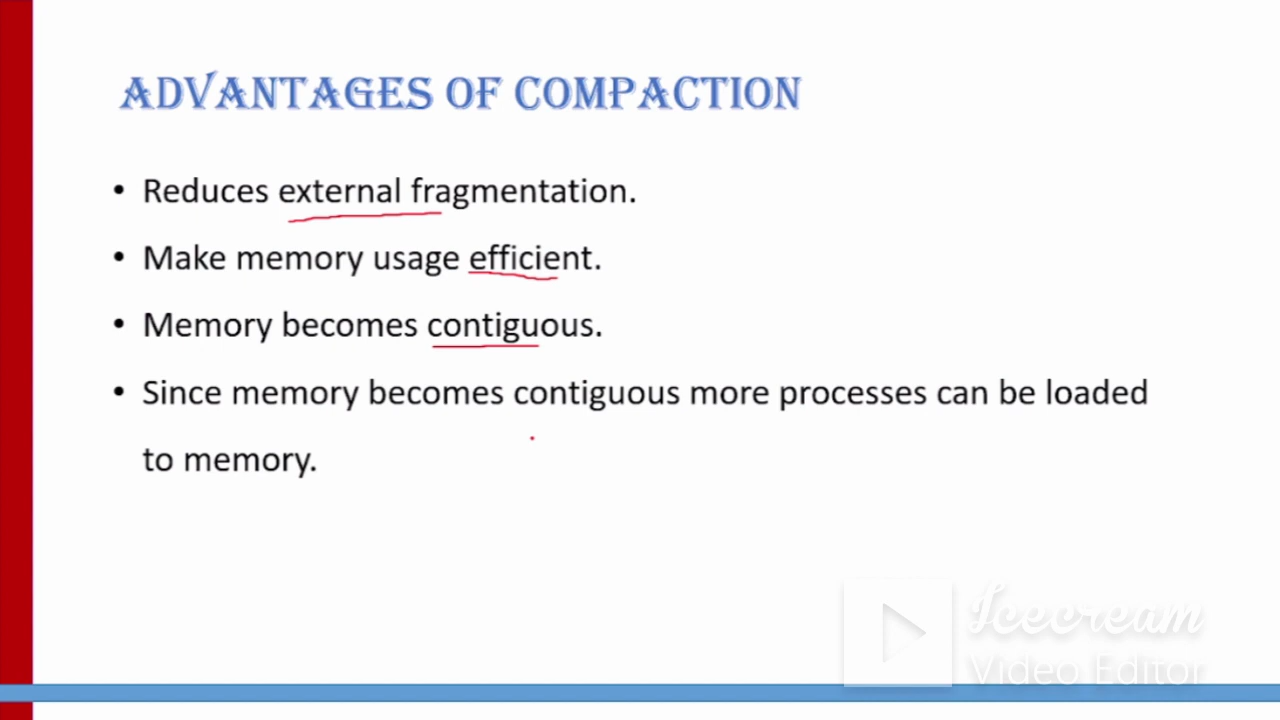 ADVANTAGES OF COMPACTION
• Reduces external fragmentation.
• Make memory usage efficient.
• Memory becomes contiguous.
• Since memory becomes contiguous more processes can be loaded
to memory.
Icecream
Video Editor